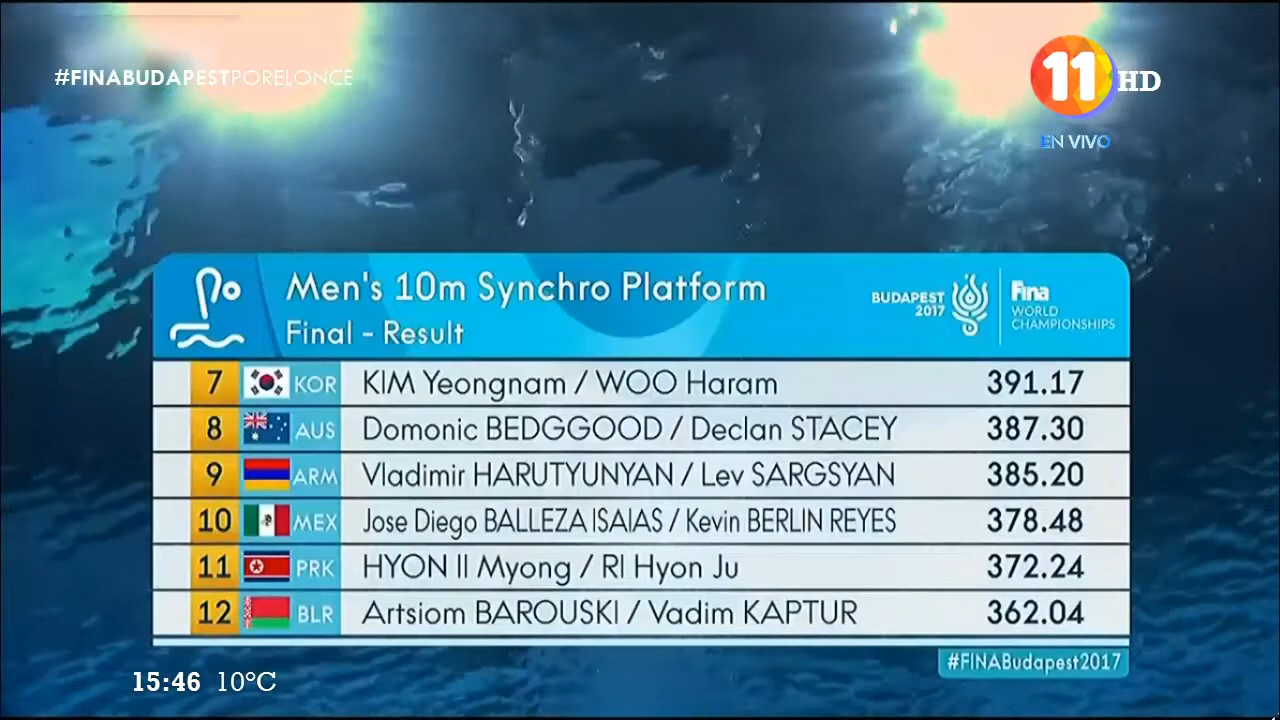 #FINABUDAPESTPORELONCE
11 HD
EN VIVO
Men's 10m Synchro Platform
Final - Result
BUDAPEST
2017
Fina
WORLD
CHAMPIONSHIPS
7 KOR KIM Yeongnam / WOO Haram 391.17
8 AUS Domonic BEDGGOOD / Declan STACEY 387.30
9 ARM Vladimir HARUTYUNYAN / Lev SARGSYAN 385.20
10 MEX Jose Diego BALLEZA ISAIAS / Kevin BERLIN REYES 378.48
11 PRK HYON Il Myong / RI Hyon Ju 372.24
12 BLR Artsiom BAROUSKI / Vadim KAPTUR 362.04
#FINABudapest2017
15:46 10°C